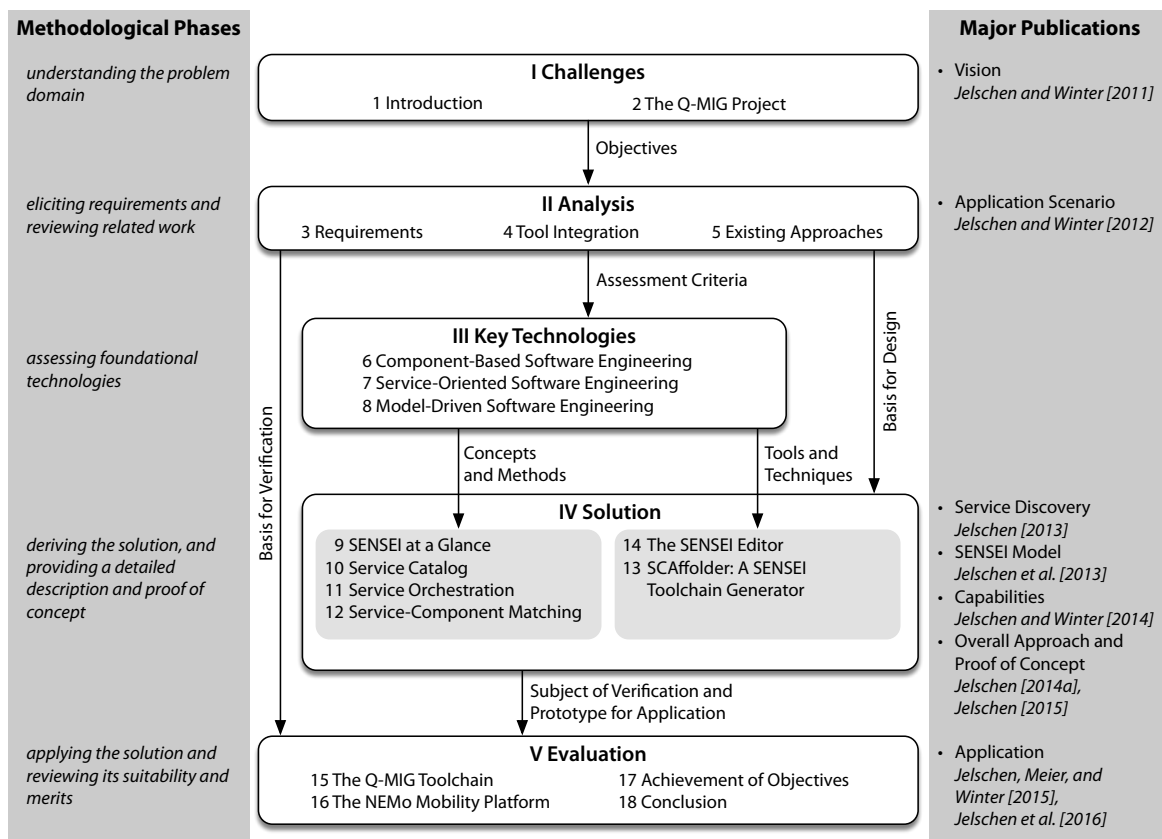 Methodological Phases
understanding the problem
domain
eliciting requirements and
reviewing related work
assessing foundational
technologies
deriving the solution, and
providing a detailed
description and proof of
concept
applying the solution and
reviewing its suitability and
merits
I Challenges
1 Introduction
2 The Q-MIG Project
Objectives
II Analysis
3 Requirements
4 Tool Integration
5 Existing Approaches
Assessment Criteria
III Key Technologies
6 Component-Based Software Engineering
7 Service-Oriented Software Engineering
8 Model-Driven Software Engineering
Basis for Verification
Basis for Design
Concepts
and Methods
Tools and
Techniques
IV Solution
9 SENSEI at a Glance
10 Service Catalog
11 Service Orchestration
12 Service-Component Matching
14 The SENSEI Editor
13 SCAffolder: A SENSEI
Toolchain Generator
Subject of Verification and
Prototype for Application
V Evaluation
15 The Q-MIG Toolchain
16 The NEMo Mobility Platform
17 Achievement of Objectives
18 Conclusion
Major Publications
• Vision
Jelschen and Winter [2011]
• Application Scenario
Jelschen and Winter [2012]
• Service Discovery
Jelschen [2013]
• SENSEI Model
Jelschen et al. [2013]
• Capabilities
Jelschen and Winter [2014]
• Overall Approach and
Proof of Concept
Jelschen [2014a],
Jelschen [2015]
• Application
Jelschen, Meier, and
Winter [2015],
Jelschen et al. [2016]